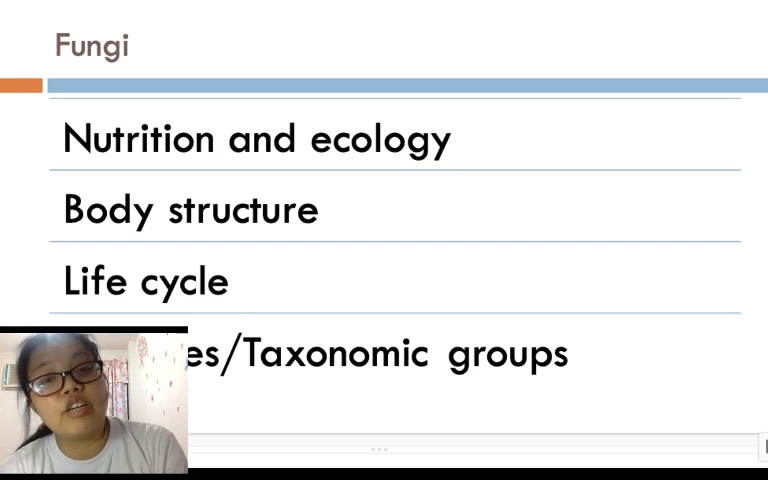 Fungi
Nutrition and ecology
Body structure
Life cycle
es/Taxonomic groups